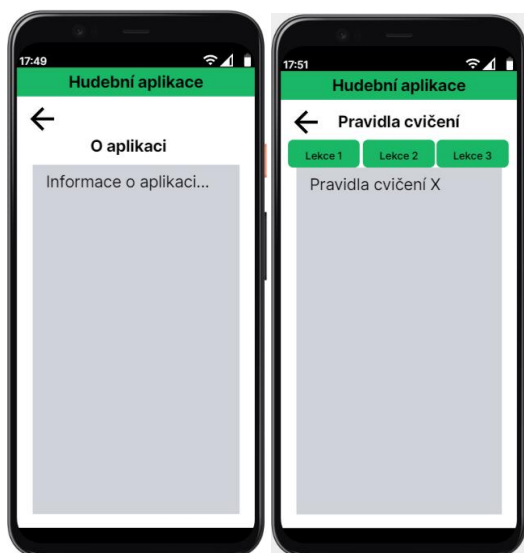 17:49
Hudební aplikace
O aplikaci
Informace o aplikaci...
17:51
Hudební aplikace
Pravidla cvičení
Lekce 1 Lekce 2 Lekce 3
Pravidla cvičení X